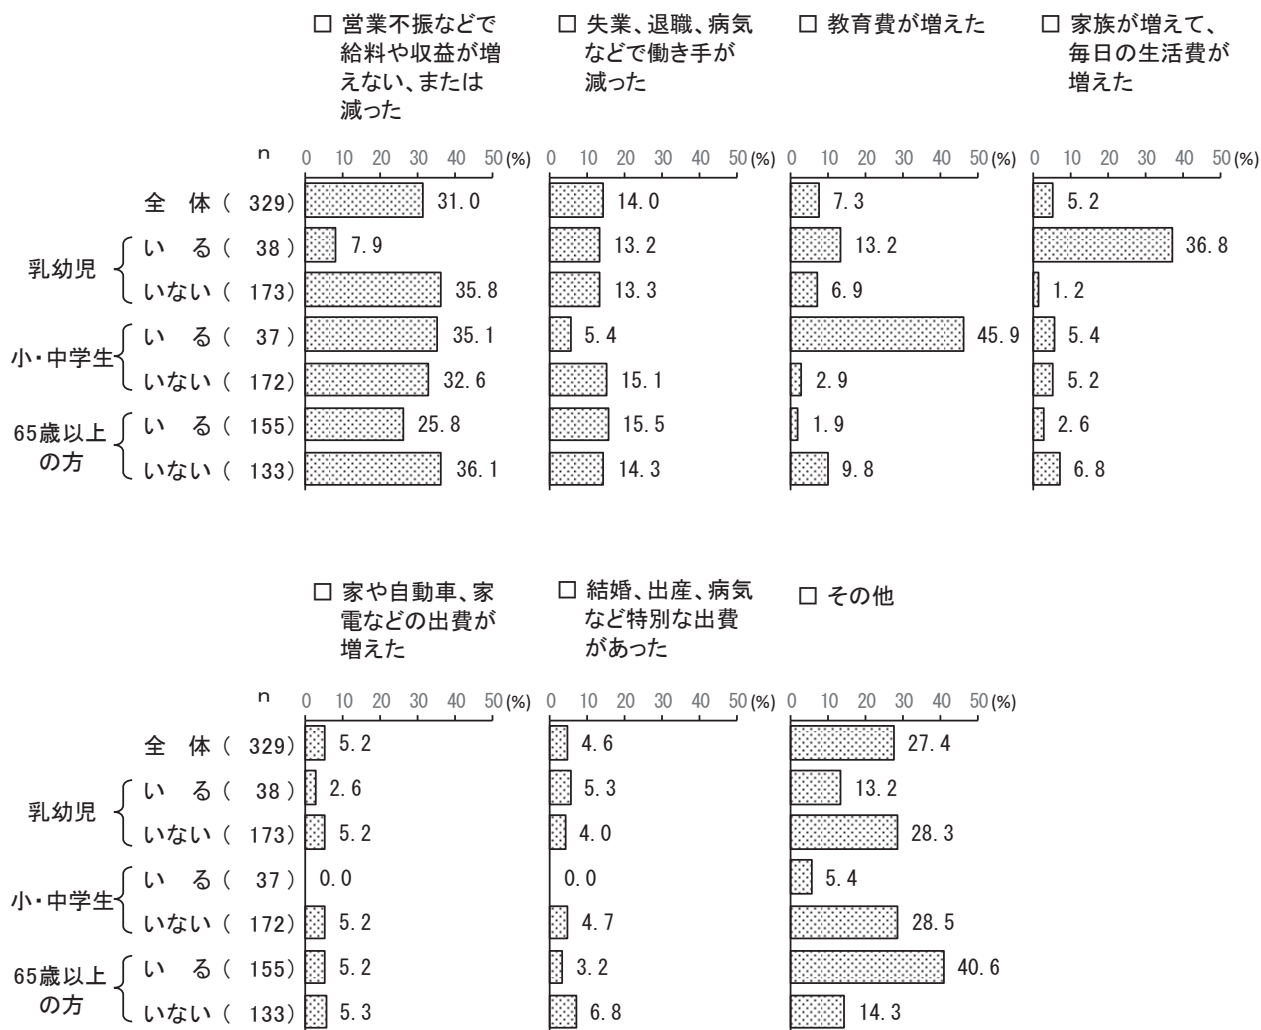 □ 営業不振などで
給料や収益が増
えない、または
減った
□ 失業、退職、病気
などで働き手が
減った
□ 教育費が増えた
□ 家族が増えて、
毎日の生活費が
増えた
n 0 10 20 30 40 50(%) 0 10 20 30 40 50(%) 0 10 20 30 40 50(%) 0 10 20 30 40 50(%)
全 体( 329) 31.0 14.0 7.3 5.2
乳幼児
い る( 38) 7.9 13.2 13.2 36.8
いない( 173) 35.8 13.3 6.9 1.2
小・中学生
い る( 37) 35.1 5.4 45.9 5.4
いない( 172) 32.6 15.1 2.9 5.2
65歳以上
の方
い る( 155) 25.8 15.5 1.9 2.6
いない( 133) 36.1 14.3 9.8 6.8
□ 家や自動車、家
電などの出費が
増えた
□ 結婚、出産、病気
など特別な出費
があった
□ その他
n 0 10 20 30 40 50(%) 0 10 20 30 40 50(%) 0 10 20 30 40 50(%)
全 体( 329) 5.2 4.6 27.4
乳幼児
い る( 38) 2.6 5.3 13.2
いない( 173) 5.2 4.0 28.3
小・中学生
い る( 37) 0.0 0.0 5.4
いない( 172) 5.2 4.7 28.5
65歳以上
の方
い る( 155) 5.2 3.2 40.6
いない( 133) 5.3 6.8 14.3